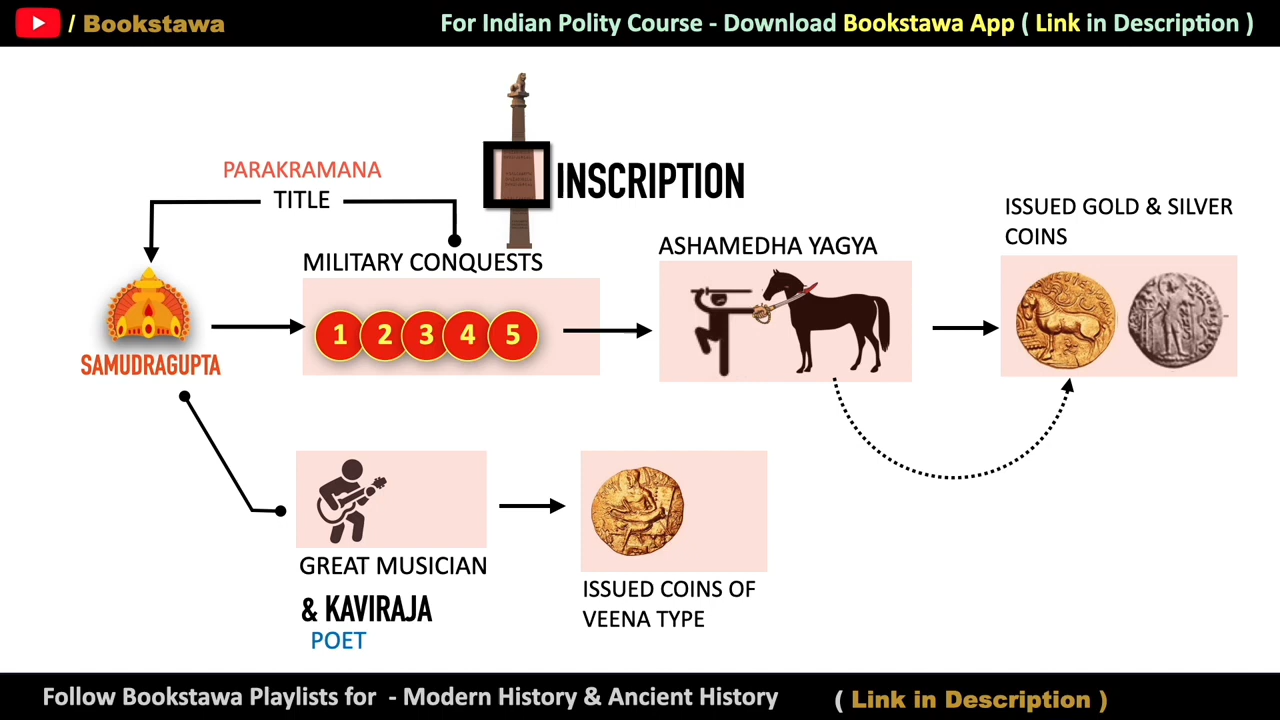 / Bookstawa
For Indian Polity Course - Download Bookstawa App ( Link in Description )
PARAKRAMANA
TITLE
INSCRIPTION
MILITARY CONQUESTS
1 2 3 4 5
ASHAMEDHA YAGYA
ISSUED GOLD & SILVER
COINS
SAMUDRAGUPTA
GREAT MUSICIAN
& KAVIRAJA
POET
ISSUED COINS OF
VEENA TYPE
Follow Bookstawa Playlists for - Modern History & Ancient History
( Link in Description )